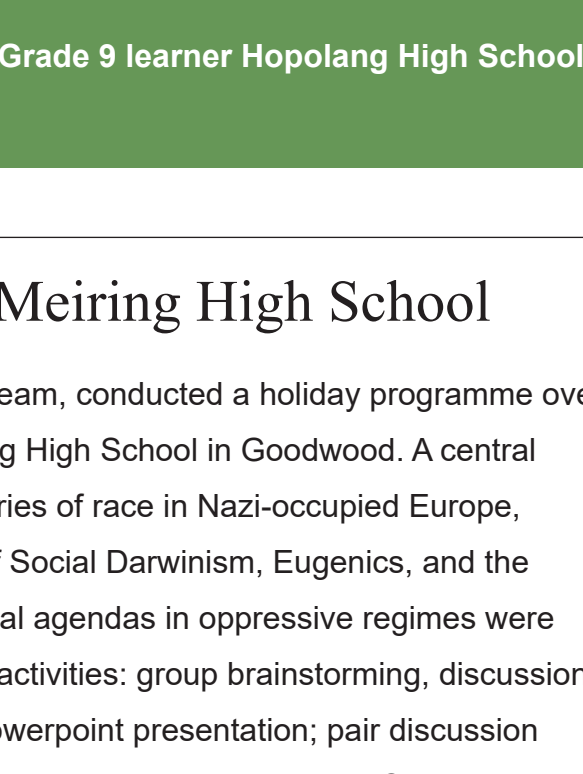 Grade 9 learner Hopolang High School
Meiring High School
eam, conducted a holiday programme ove
g High School in Goodwood. A central
ries of race in Nazi-occupied Europe,
Social Darwinism, Eugenics, and the
al agendas in oppressive regimes were
activities: group brainstorming, discussion
owerpoint presentation; pair discussion